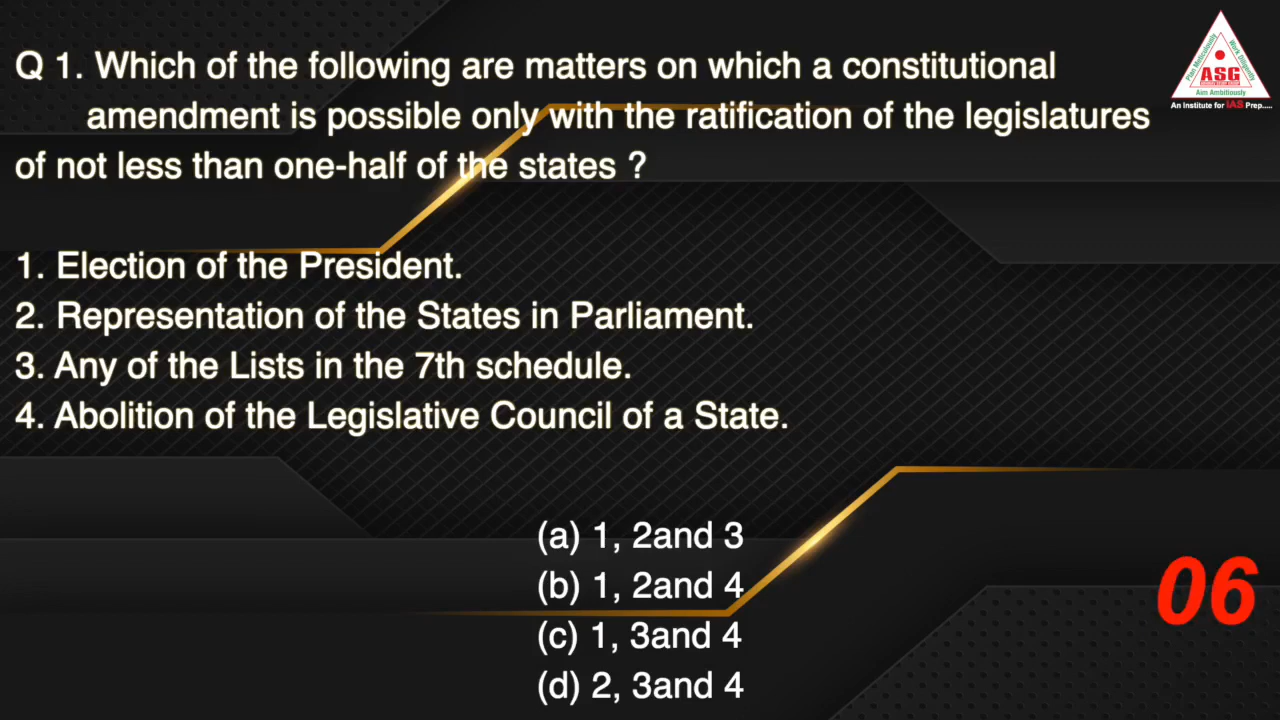 Q 1. Which of the following are matters on which a constitutional
amendment is possible only with the ratification of the legislatures
of not less than one-half of the states ?
1. Election of the President.
2. Representation of the States in Parliament.
3. Any of the Lists in the 7th schedule.
4. Abolition of the Legislative Council of a State.
(a) 1, 2and 3
(b) 1, 2and 4
(c) 1, 3and 4
(d) 2, 3and 4
06
Plan Meticulously
Work Diligently
ASG
Aim Ambitiously
An Institute for IAS Prep.....